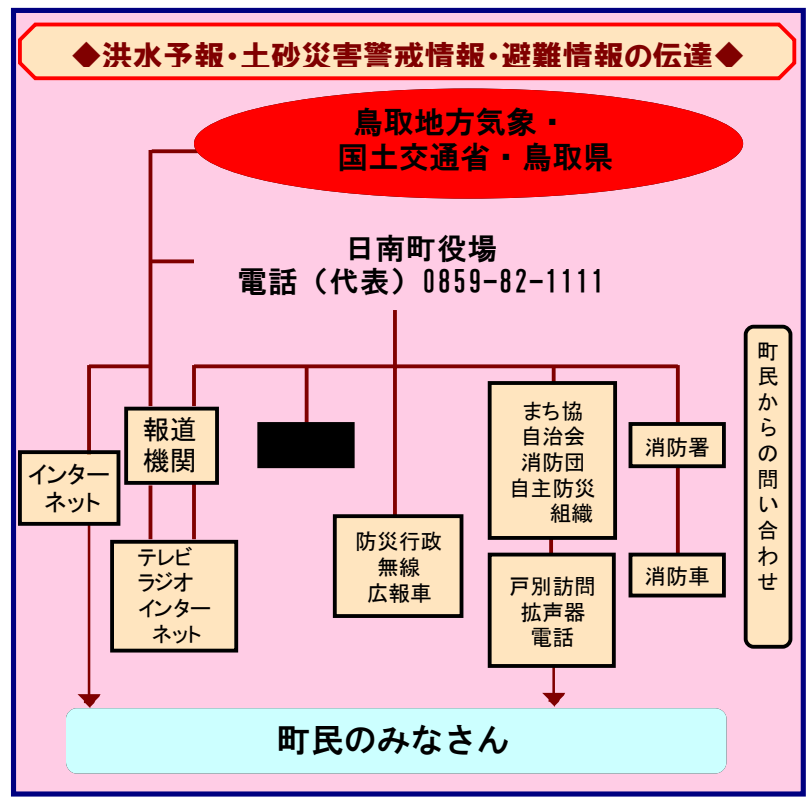 ◆洪水予報・土砂災害警戒情報・避難情報の伝達◆
鳥取地方気象・
国土交通省・鳥取県
日南町役場
電話（代表）0859-82-1111
インター
ネット
報道
機関
テレビ
ラジオ
インター
ネット
防災行政
無線
広報車
まち協
自治会
消防団
自主防災
組織
戸別訪問
拡声器
電話
消防署
消防車
町民からの問い合わせ
町民のみなさん